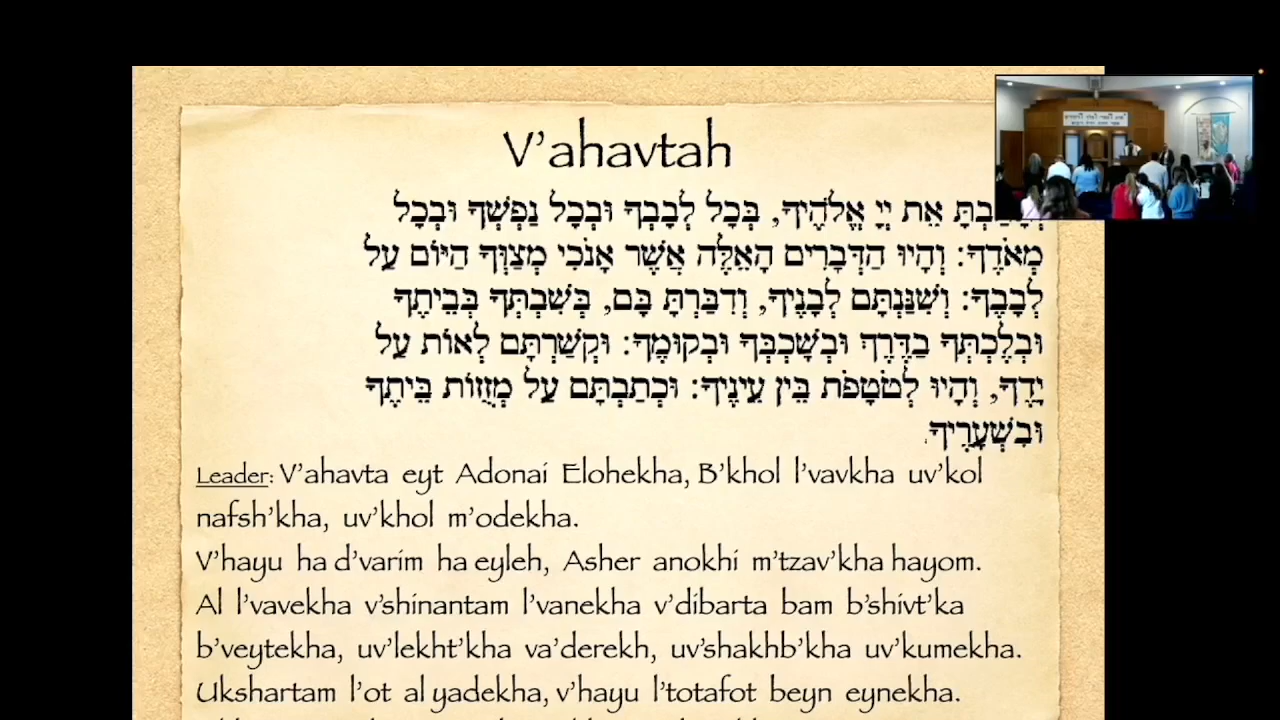 V'ahavtah
אֵת יְיָ אֱלֹהֶיךָ, בְּכָל לְבָבְךָ וּבְכָל נַפְשְׁךָ וּבְכָל
מְאֹדֶךָ: וְהָיוּ הַדְּבָרִים הָאֵלֶּה אֲשֶׁר אָנֹכִי מְצַוְּךָ הַיּוֹם עַל
לְבָבֶךָ: וְשִׁנַּנְתָּם לְבָנֶיךָ, וְדִבַּרְתָּ בָּם, בְּשִׁבְתְּךָ בְּבֵיתֶךָ
וּבְלֶכְתְּךָ בַדֶּרֶךְ וּבְשָׁכְבְּךָ וּבְקוּמֶךָ: וּקְשַׁרְתָּם לְאוֹת עַל
יָדֶךָ, וְהָיוּ לְטֹטָפֹת בֵּין עֵינֶיךָ: וּכְתַבְתָּם עַל מְזֻזוֹת בֵּיתֶךָ
וּבִשְׁעָרֶיךָ.
Leader: V'ahavta eyt Adonai Elohekha, B'khol l'vavkha uv'kol
nafsh'kha, uv'khol m'odekha.
V'hayu ha d'varim ha eyleh, Asher anokhi m'tzav'kha hayom.
Al l'vavekha v'shinantam l'vanekha v'dibarta bam b'shivt'ka
b'veytekha, uv'lekht'kha va'derekh, uv'shakhb'kha uv'kumekha.
Ukshartam l'ot al yadekha, v'hayu l'totafot beyn eynekha.